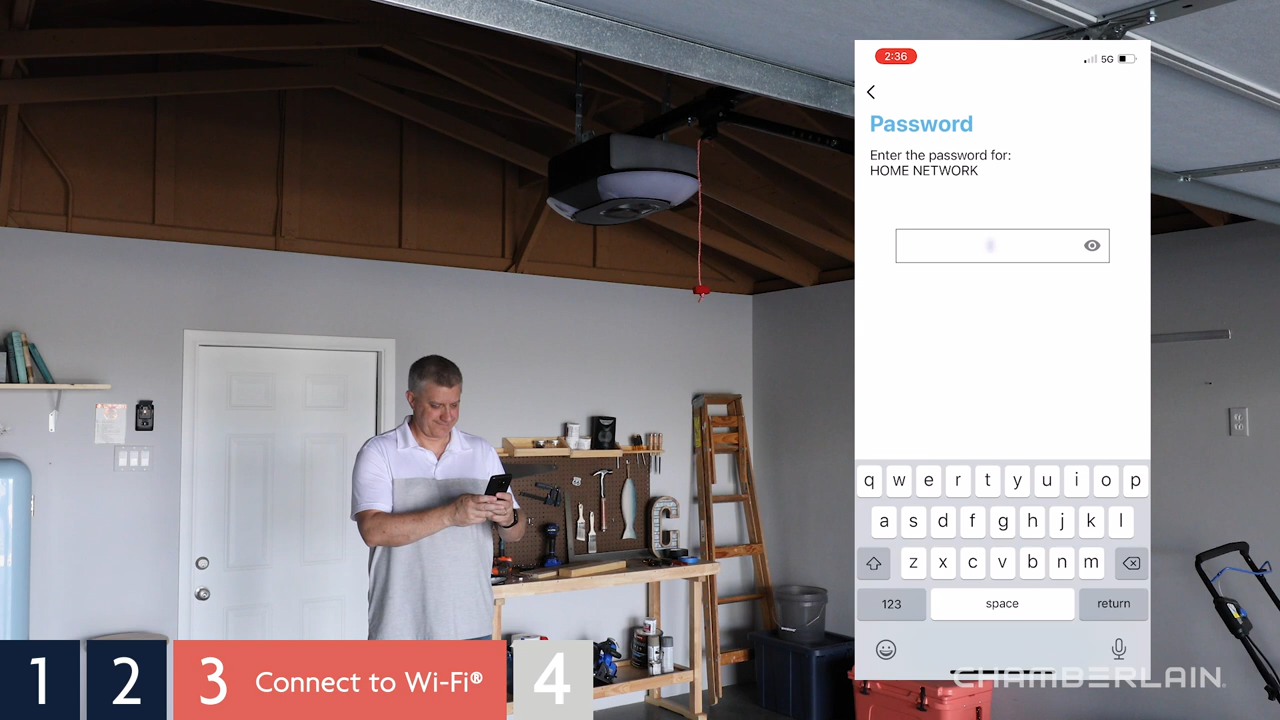 2:36
5G
Password
Enter the password for:
HOME NETWORK
q w e r t y u i o p
a s d f g h j k l
z x c v b n m
123 space return
G
1 2 3 Connect to Wi-Fi® 4
CHAMBERLAIN®